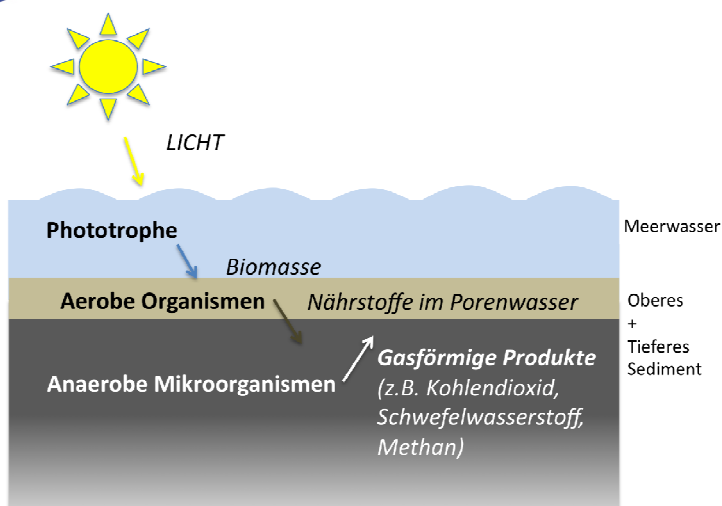 LICHT
Phototrophe
Meerwasser
Biomasse
Aerobe Organismen
Nährstoffe im Porenwasser
Oberes
+
Tieferes
Sediment
Anaerobe Mikroorganismen
Gasförmige Produkte
(z.B. Kohlendioxid,
Schwefelwasserstoff,
Methan)